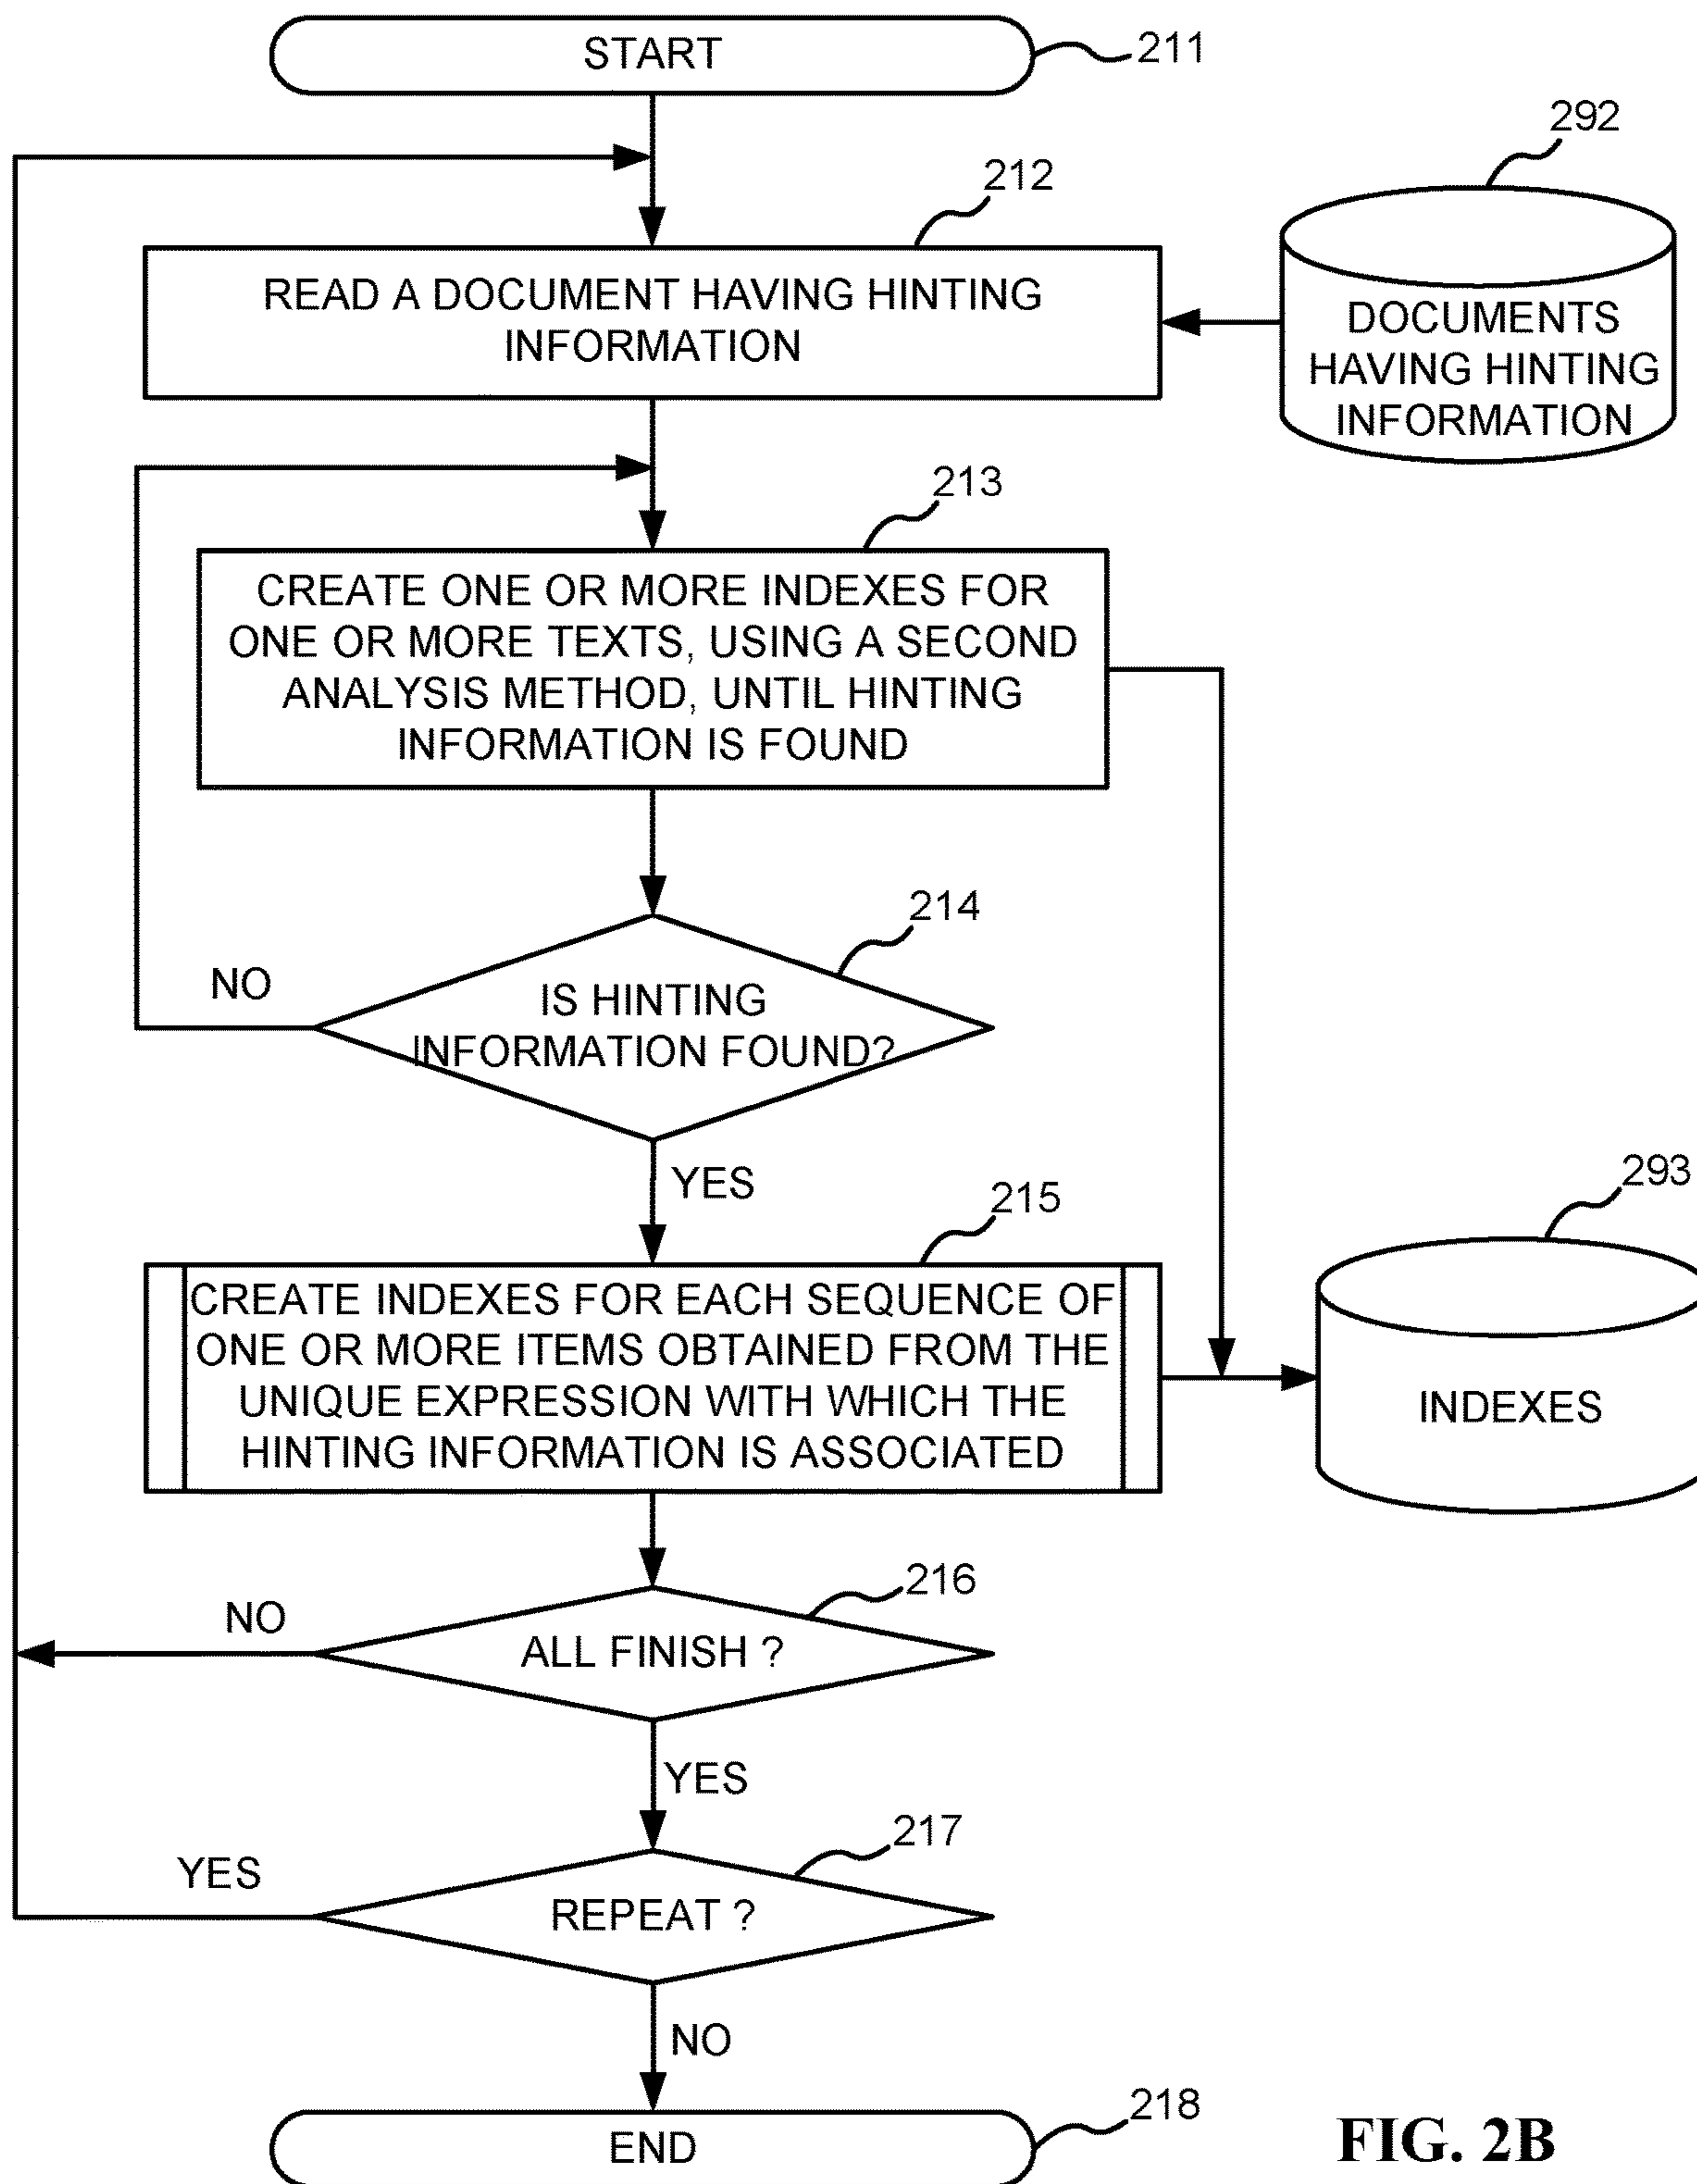 START
211
292
212
READ A DOCUMENT HAVING HINTING
INFORMATION
DOCUMENTS
HAVING HINTING
INFORMATION
213
CREATE ONE OR MORE INDEXES FOR
ONE OR MORE TEXTS, USING A SECOND
ANALYSIS METHOD, UNTIL HINTING
INFORMATION IS FOUND
214
NO
IS HINTING
INFORMATION FOUND?
YES
293
215
CREATE INDEXES FOR EACH SEQUENCE OF
ONE OR MORE ITEMS OBTAINED FROM THE
UNIQUE EXPRESSION WITH WHICH THE
HINTING INFORMATION IS ASSOCIATED
INDEXES
216
NO
ALL FINISH ?
YES
217
YES
REPEAT ?
NO
218
END
FIG. 2B